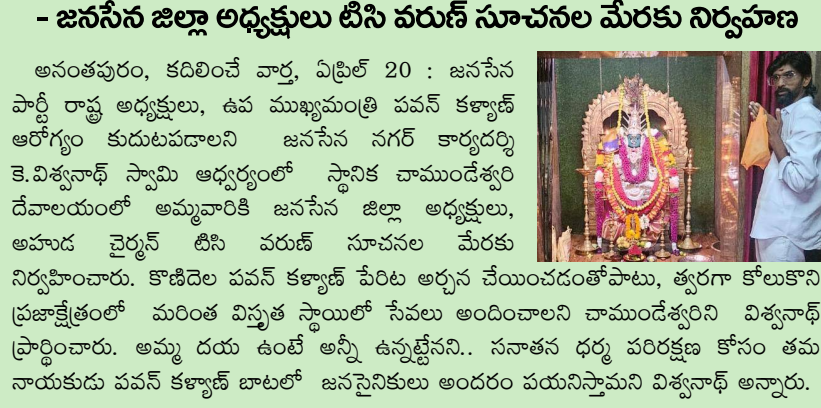 - జనసేన జిల్లా అధ్యక్షులు టిసి వరుణ్ సూచనల మేరకు నిర్వహణ
అనంతపురం, కదిలించే వార్త, ఏప్రిల్ 20 : జనసేన
పార్టీ రాష్ట్ర అధ్యక్షులు, ఉప ముఖ్యమంత్రి పవన్ కళ్యాణ్
ఆరోగ్యం కుదుటపడాలని జనసేన నగర్ కార్యదర్శి
కె.విశ్వనాథ్ స్వామి ఆధ్వర్యంలో స్థానిక చాముండేశ్వరి
దేవాలయంలో అమ్మవారికి జనసేన జిల్లా అధ్యక్షులు,
అహుడ చైర్మన్ టిసి వరుణ్ సూచనల మేరకు
నిర్వహించారు. కొణిదెల పవన్ కళ్యాణ్ పేరిట అర్చన చేయించడంతోపాటు, త్వరగా కోలుకొని
ప్రజాక్షేత్రంలో మరింత విస్తృత స్థాయిలో సేవలు అందించాలని చాముండేశ్వరిని విశ్వనాథ్
ప్రార్థించారు. అమ్మ దయ ఉంటే అన్నీ ఉన్నట్టేనని.. సనాతన ధర్మ పరిరక్షణ కోసం తమ
నాయకుడు పవన్ కళ్యాణ్ బాటలో జనసైనికులు అందరం పయనిస్తామని విశ్వనాథ్ అన్నారు.